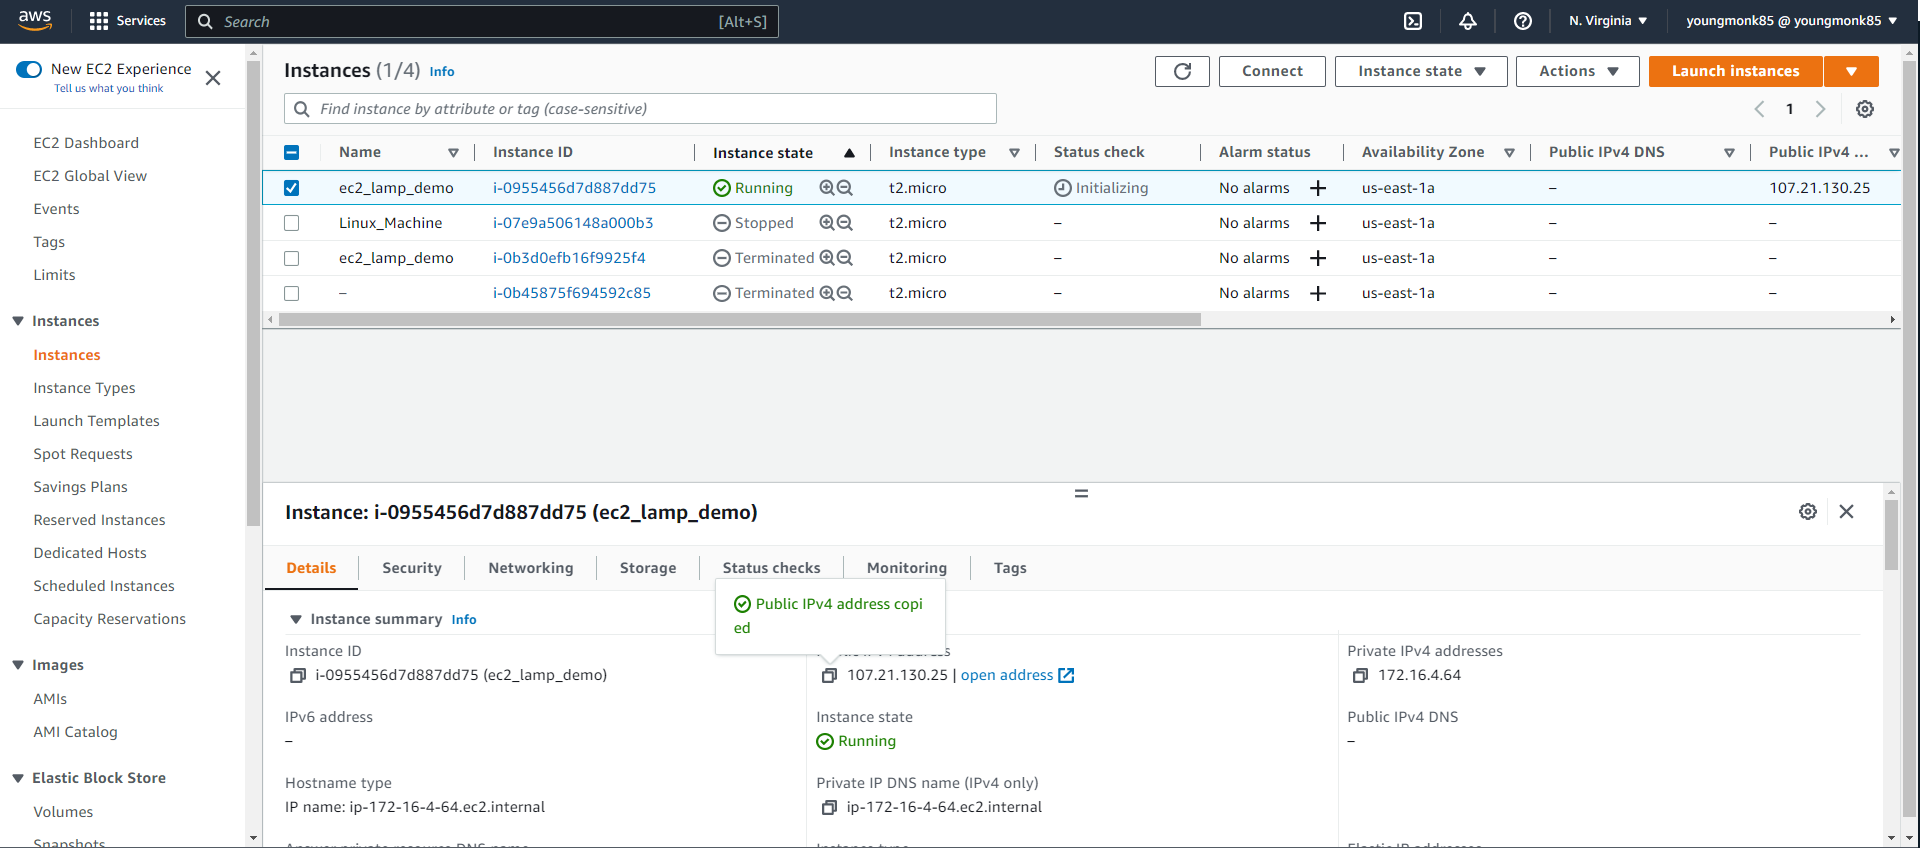 aws Services Search [Alt+S] N. Virginia youngmonk85 @ youngmonk85
New EC2 Experience
Tell us what you think
EC2 Dashboard
EC2 Global View
Events
Tags
Limits
Instances
Instances
Instance Types
Launch Templates
Spot Requests
Savings Plans
Reserved Instances
Dedicated Hosts
Scheduled Instances
Capacity Reservations
Images
AMIs
AMI Catalog
Elastic Block Store
Volumes
Snapshots
Instances (1/4) Info Connect Instance state Actions Launch instances
Find instance by attribute or tag (case-sensitive) 1
Name Instance ID Instance state Instance type Status check Alarm status Availability Zone Public IPv4 DNS Public IPv4 ...
ec2_lamp_demo i-0955456d7d887dd75 Running t2.micro Initializing No alarms + us-east-1a – 107.21.130.25
Linux_Machine i-07e9a506148a000b3 Stopped t2.micro – No alarms + us-east-1a – –
ec2_lamp_demo i-0b3d0efb16f9925f4 Terminated t2.micro – No alarms + us-east-1a – –
– i-0b45875f694592c85 Terminated t2.micro – No alarms + us-east-1a – –
Instance: i-0955456d7d887dd75 (ec2_lamp_demo)
Details Security Networking Storage Status checks Monitoring Tags
Public IPv4 address copi
ed
Instance summary Info
Instance ID
i-0955456d7d887dd75 (ec2_lamp_demo)
107.21.130.25 | open address
Private IPv4 addresses
172.16.4.64
IPv6 address
–
Instance state
Running
Public IPv4 DNS
–
Hostname type
IP name: ip-172-16-4-64.ec2.internal
Private IP DNS name (IPv4 only)
ip-172-16-4-64.ec2.internal